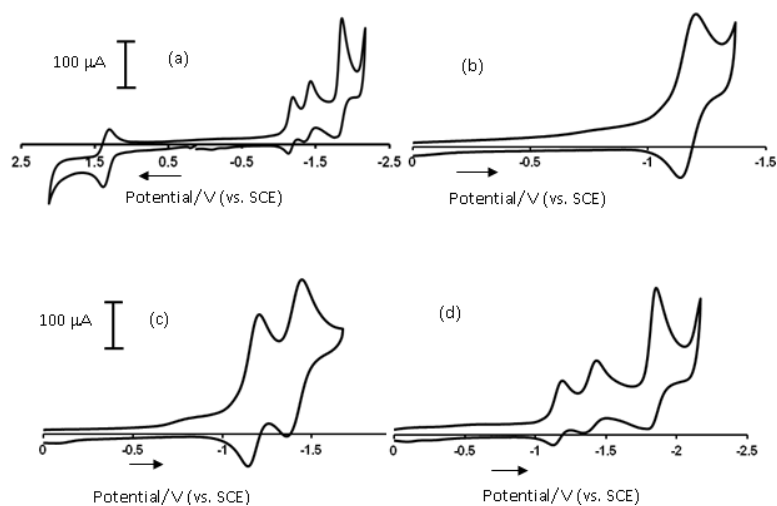 (a)
100 µA
2.5 1.5 0.5 -0.5 -1.5 -2.5
Potential/V (vs. SCE)
(b)
0 -0.5 -1 -1.5
Potential/V (vs. SCE)
(c)
100 µA
0 -0.5 -1 -1.5
Potential/V (vs. SCE)
(d)
0 -0.5 -1 -1.5 -2 -2.5
Potential/V (vs. SCE)